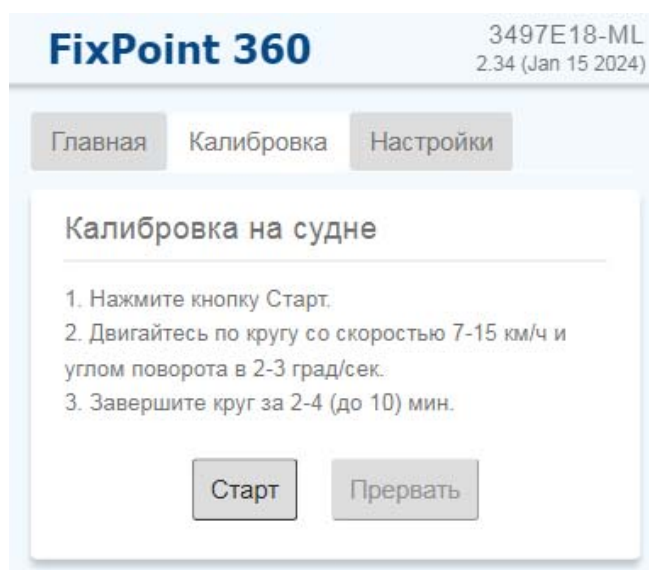 FixPoint 360
3497E18-ML
2.34 (Jan 15 2024)
Главная Калибровка Настройки
Калибровка на судне
1. Нажмите кнопку Старт.
2. Двигайтесь по кругу со скоростью 7-15 км/ч и
углом поворота в 2-3 град/сек.
3. Завершите круг за 2-4 (до 10) мин.
Старт Прервать